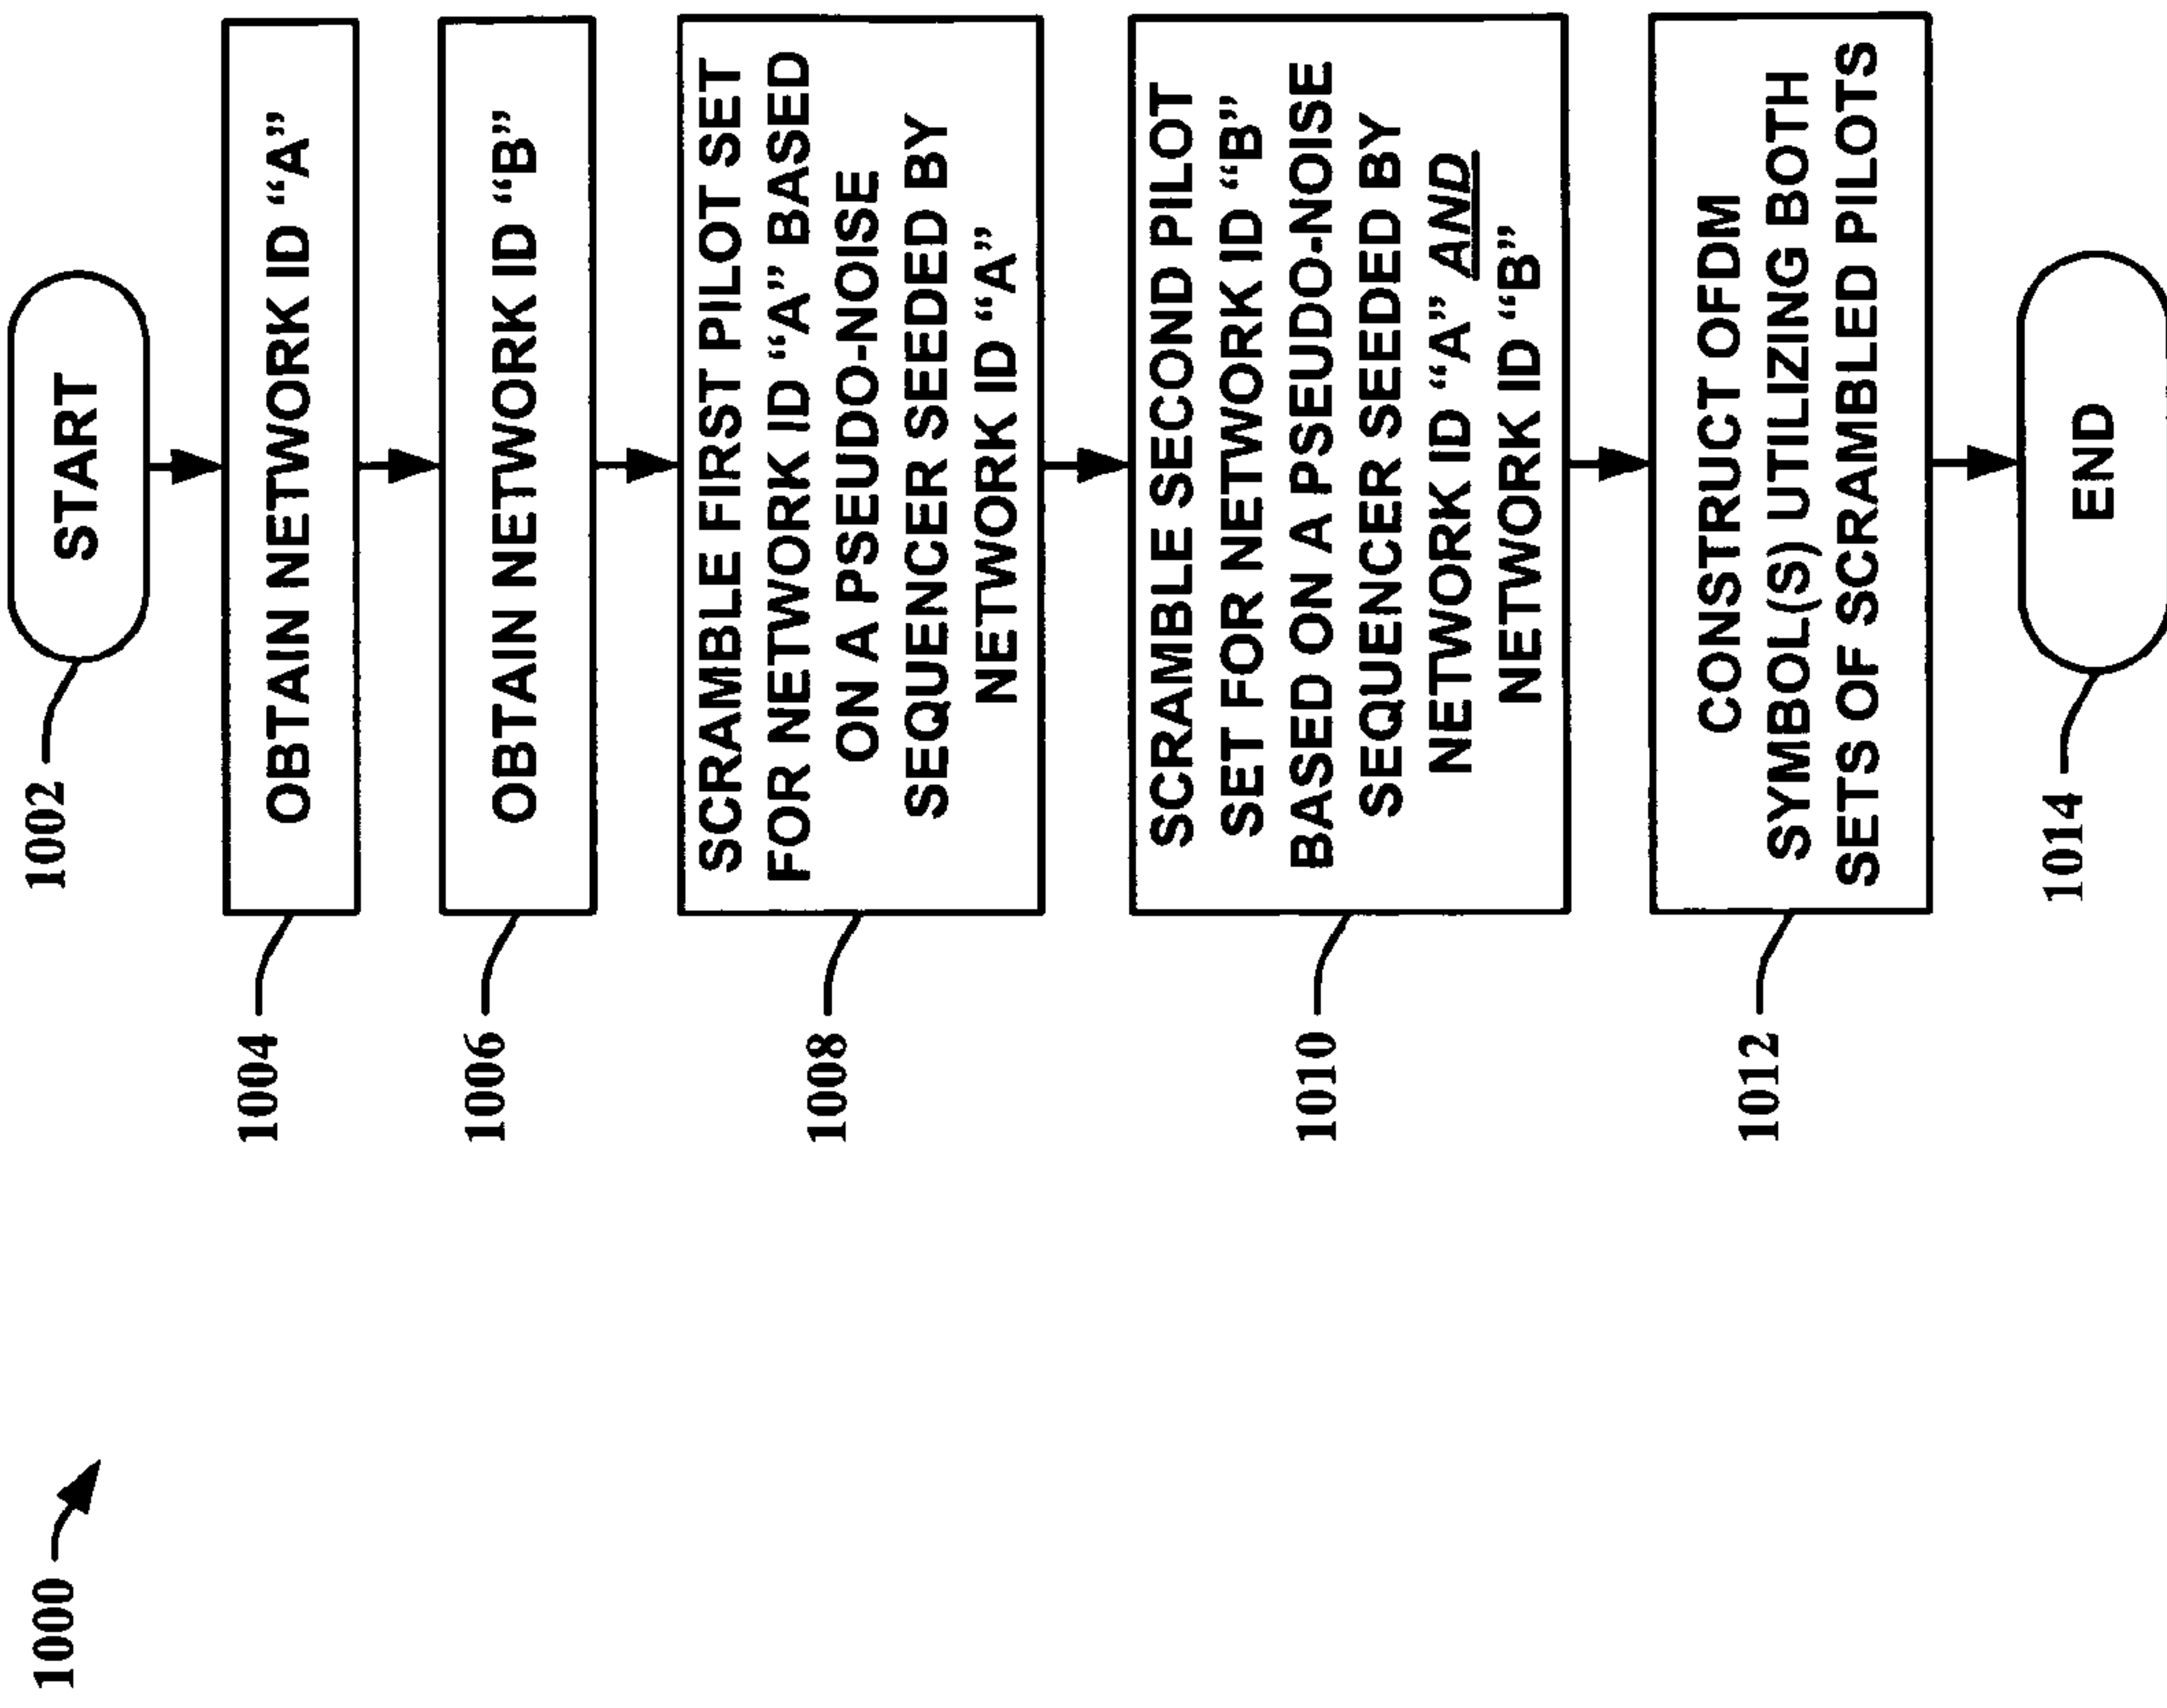 1000
START
1002
OBTAIN NETWORK ID “A”
1004
OBTAIN NETWORK ID “B”
1006
SCRAMBLE FIRST PILOT SET
FOR NETWORK ID “A” BASED
ON A PSEUDO-NOISE
SEQUENCER SEEDED BY
NETWORK ID “A”
1008
SCRAMBLE SECOND PILOT
SET FOR NETWORK ID “B”
BASED ON A PSEUDO-NOISE
SEQUENCER SEEDED BY
NETWORK ID “A” AND
NETWORK ID “B”
1010
CONSTRUCT OFDM
SYMBOL(S) UTILIZING BOTH
SETS OF SCRAMBLED PILOTS
1012
END
1014